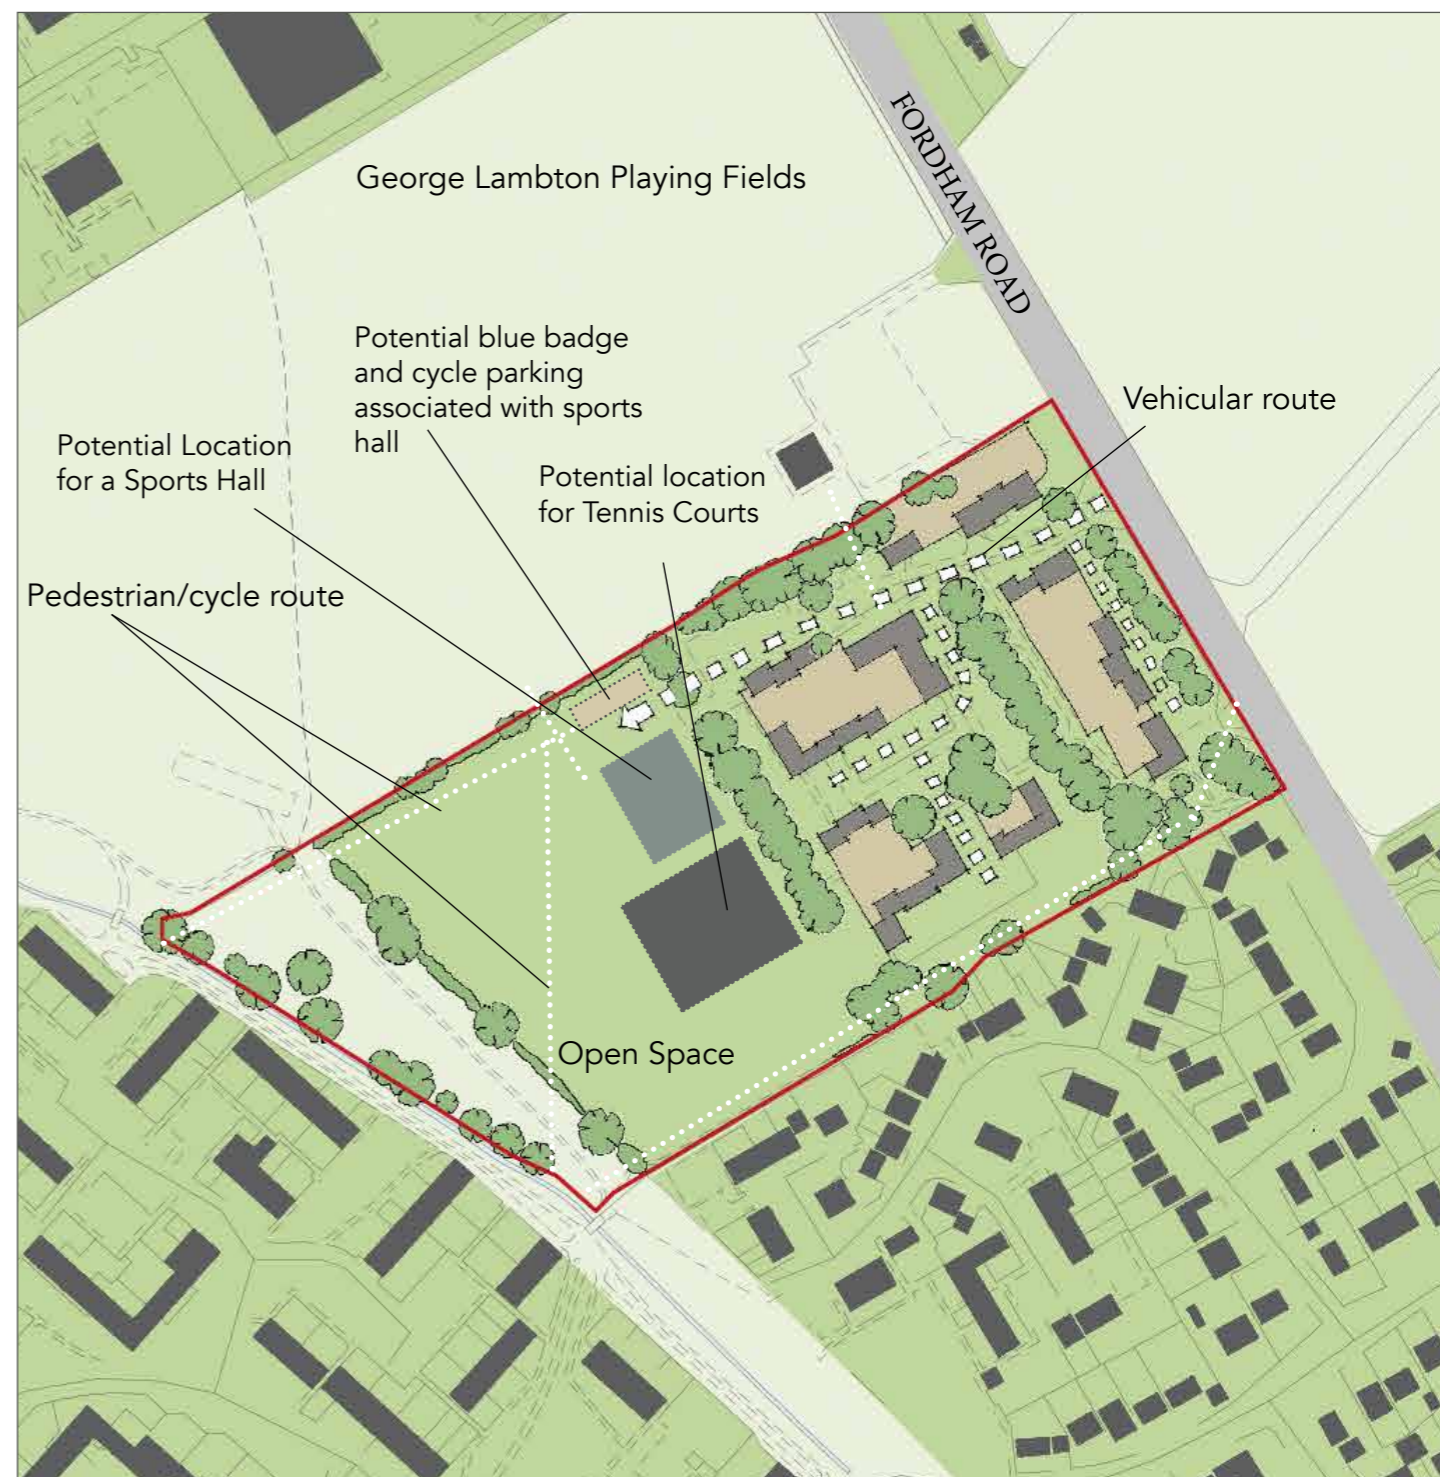 FORDHAM ROAD
George Lambton Playing Fields
Potential blue badge
and cycle parking
associated with sports
hall
Vehicular route
Potential Location
for a Sports Hall
Potential location
for Tennis Courts
Pedestrian/cycle route
Open Space